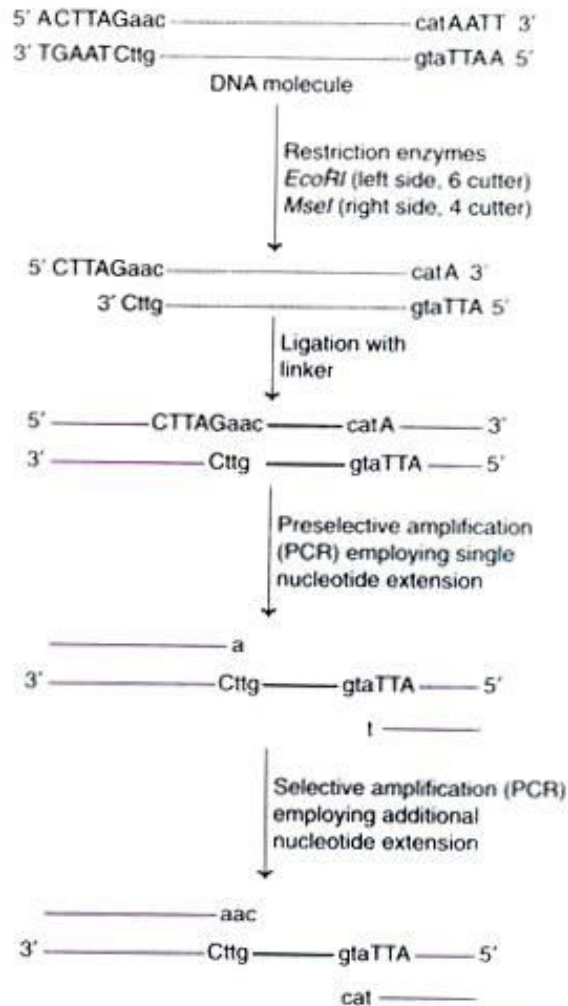 5′ ACTTAGaac catAATT 3′
3′ TGAATCttg gtaTTAA 5′
DNA molecule
Restriction enzymes
EcoRI (left side, 6 cutter)
MseI (right side, 4 cutter)
5′ CTTAGaac catA 3′
3′ Cttg gtaTTA 5′
Ligation with
linker
5′ CTTAGaac catA 3′
3′ Cttg gtaTTA 5′
Preselective amplification
(PCR) employing single
nucleotide extension
a
3′ Cttg gtaTTA 5′
t
Selective amplification (PCR)
employing additional
nucleotide extension
aac
3′ Cttg gtaTTA 5′
cat